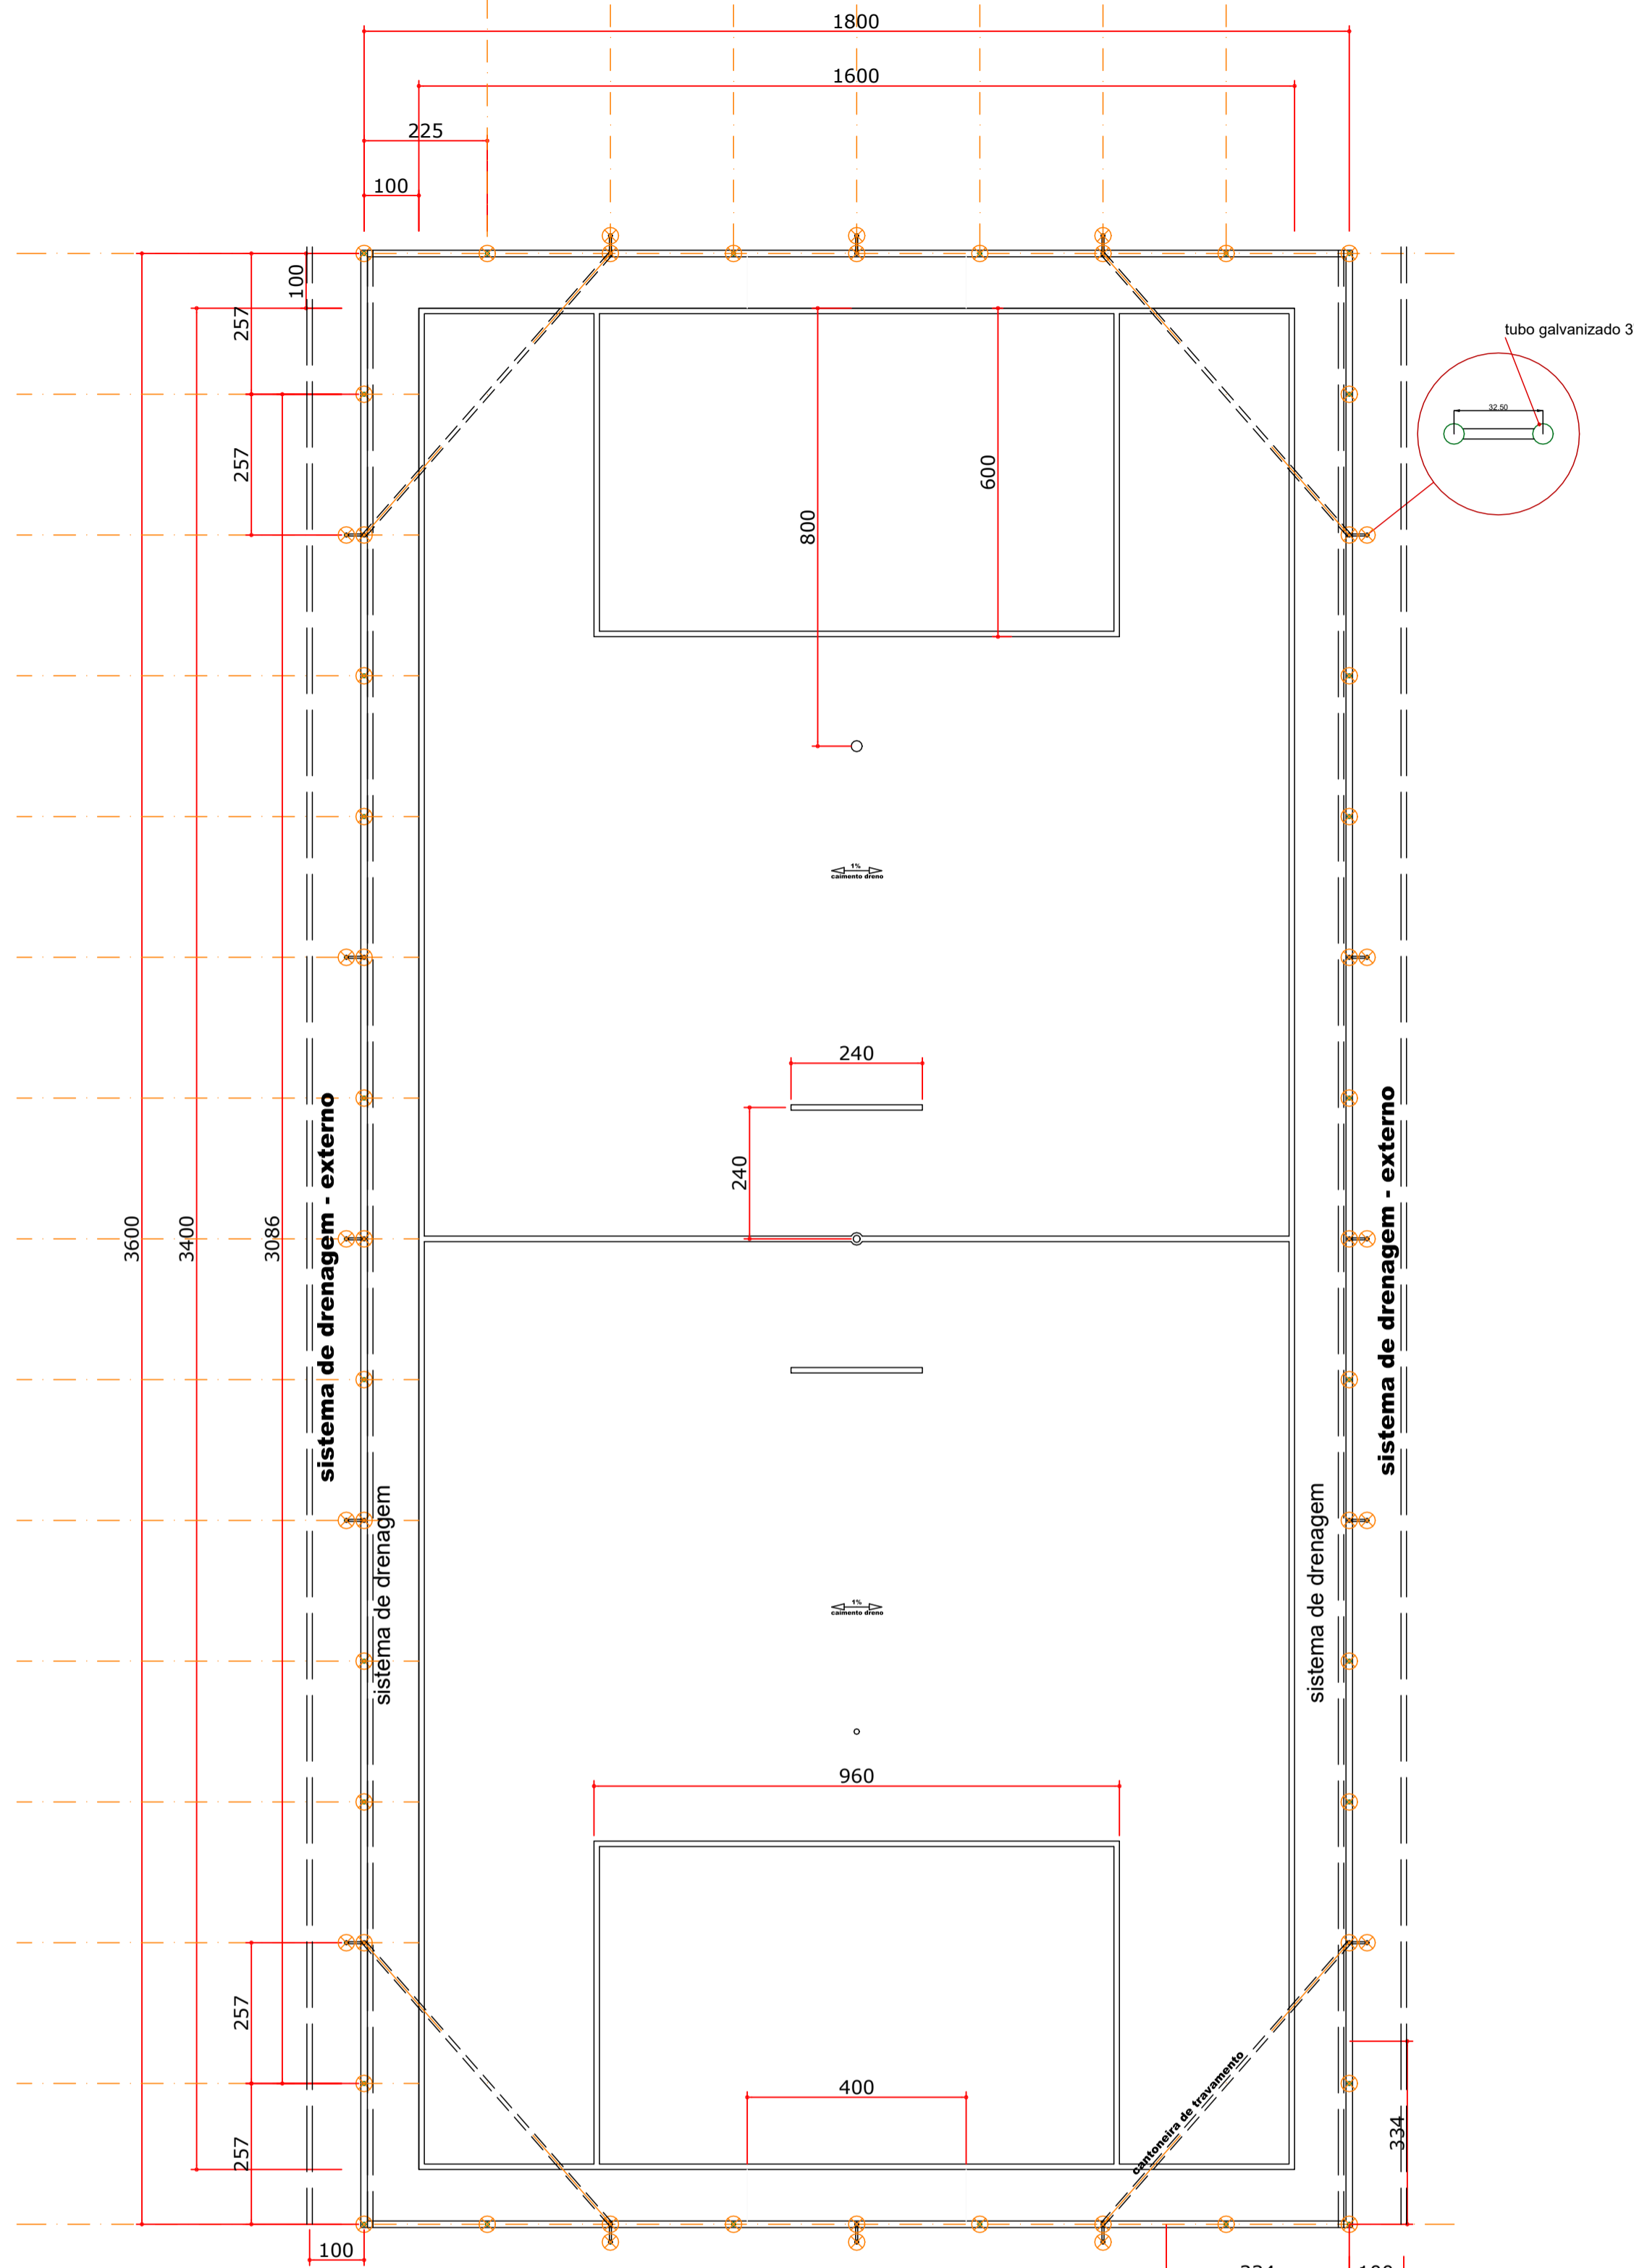 1800
1600
225
100
100
257
tubo galvanizado 3
32.50
257
600
800
1%
caimento dreno
240
240
sistema de drenagem - externo
sistema de drenagem - externo
3600
3400
3086
sistema de drenagem
sistema de drenagem
1%
caimento dreno
960
257
cantoneira de travamento
400
334
257
100